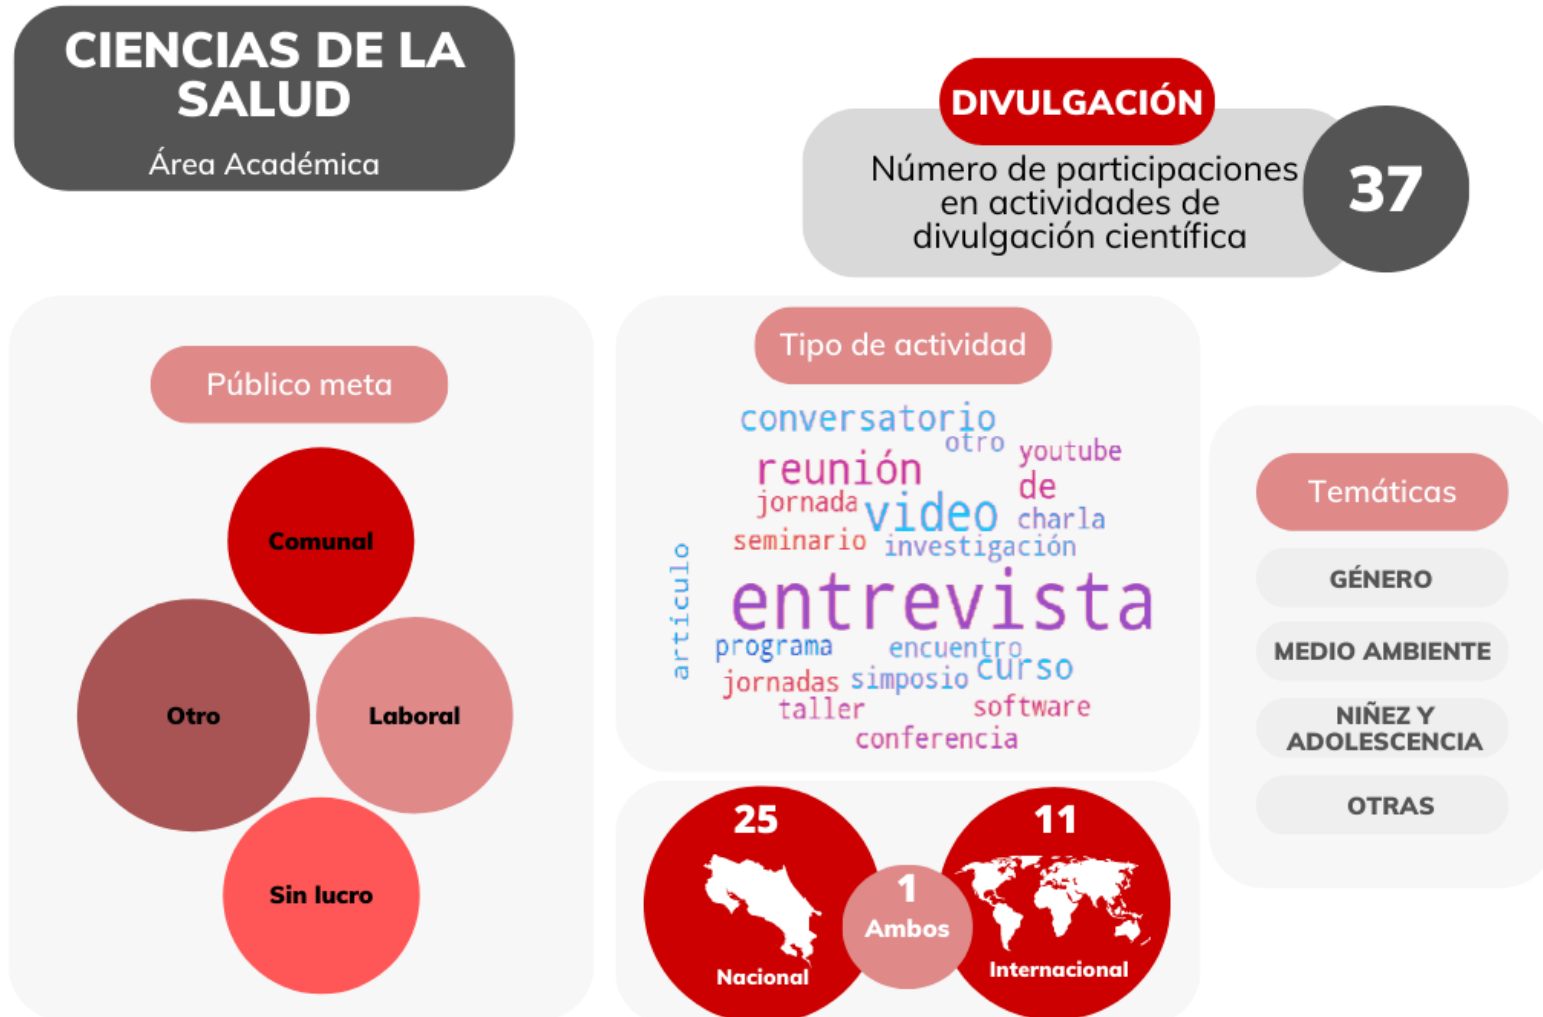 CIENCIAS DE LA
SALUD
Área Académica
DIVULGACIÓN
Número de participaciones
en actividades de
divulgación científica
37
Público meta
Comunal
Otro
Laboral
Sin lucro
Tipo de actividad
conversatorio
otro
youtube
reunión
de
jornada
video
charla
seminario
investigación
artículo
entrevista
programa
encuentro
curso
jornadas
simposio
taller
software
conferencia
25
Nacional
1
Ambos
11
Internacional
Temáticas
GÉNERO
MEDIO AMBIENTE
NIÑEZ Y
ADOLESCENCIA
OTRAS